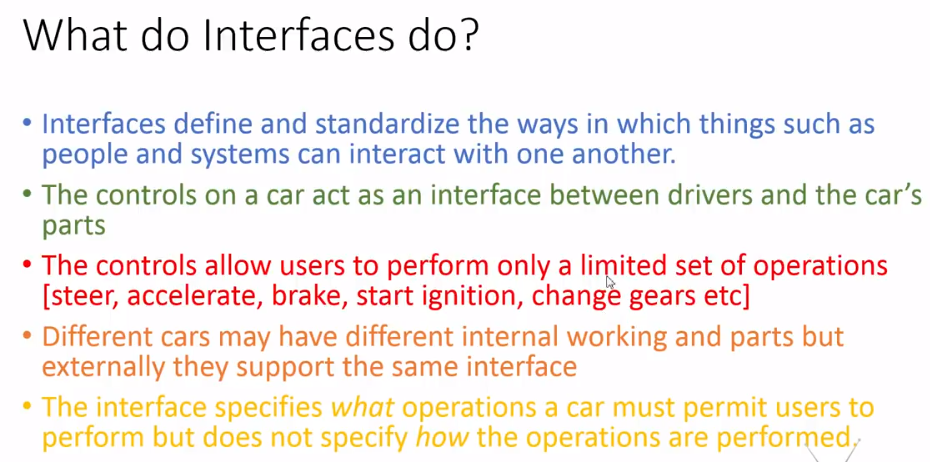 What do Interfaces do?
• Interfaces define and standardize the ways in which things such as
people and systems can interact with one another.
• The controls on a car act as an interface between drivers and the car's
parts
• The controls allow users to perform only a limited set of operations
[steer, accelerate, brake, start ignition, change gears etc]
• Different cars may have different internal working and parts but
externally they support the same interface
• The interface specifies what operations a car must permit users to
perform but does not specify how the operations are performed.